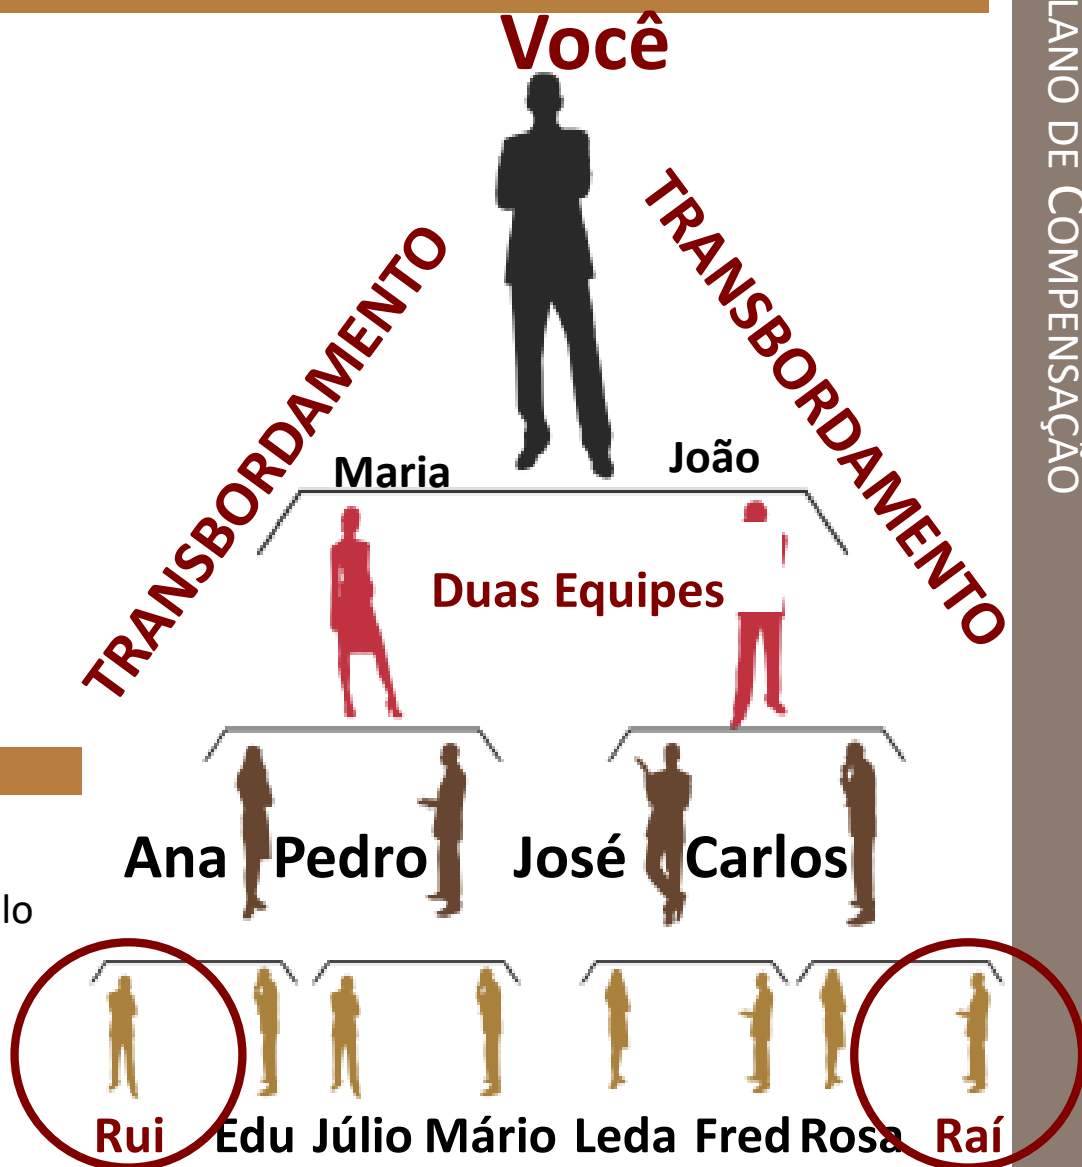 Você
TRANSBORDAMENTO
TRANSBORDAMENTO
LANO DE COMPENSAÇÃO
Maria
João
Duas Equipes
Ana
Pedro
José
Carlos
lo
Rui
Edu
Júlio
Mário
Leda
Fred
Rosa
Raí